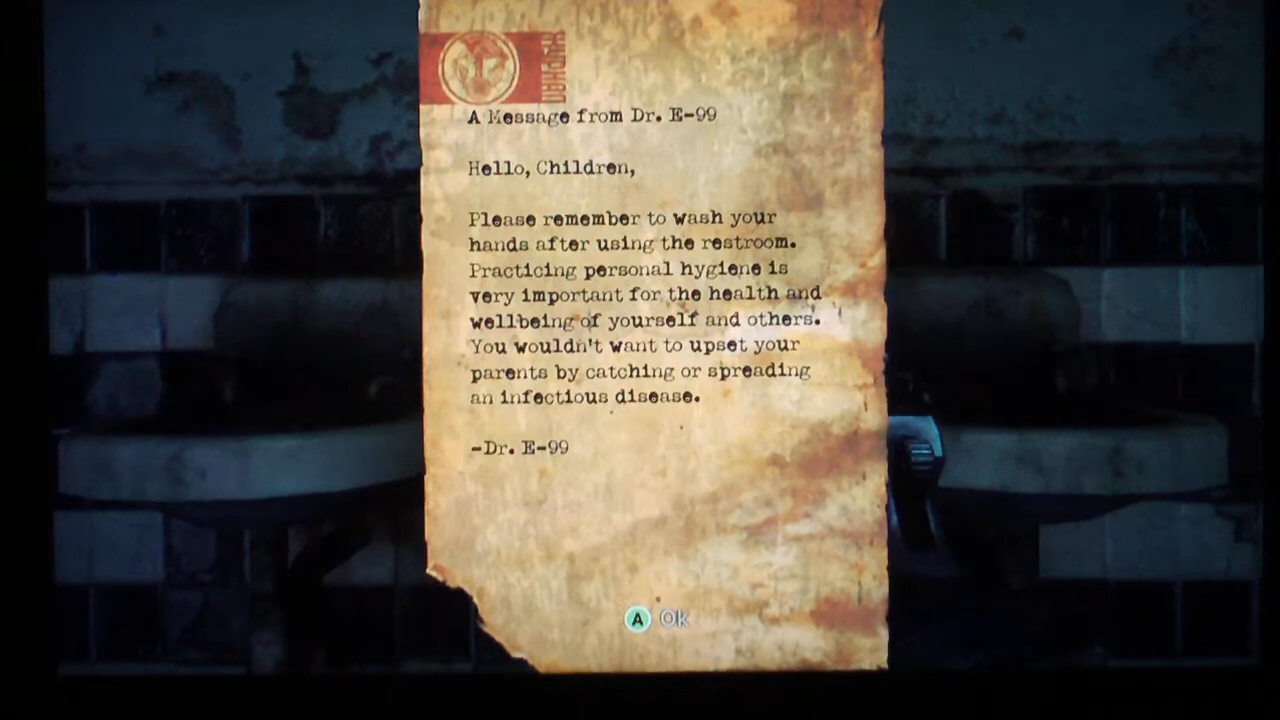 A Message from Dr. E-99
Hello, Children,
Please remember to wash your
hands after using the restroom.
Practicing personal hygiene is
very important for the health and
wellbeing of yourself and others.
You wouldn't want to upset your
parents by catching or spreading
an infectious disease.
-Dr. E-99
A Ok